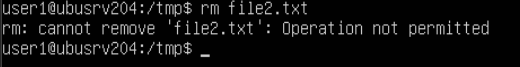 user1@ubusrv204:/tmp$ rm file2.txt
rm: cannot remove 'file2.txt': Operation not permitted
user1@ubusrv204:/tmp$ _